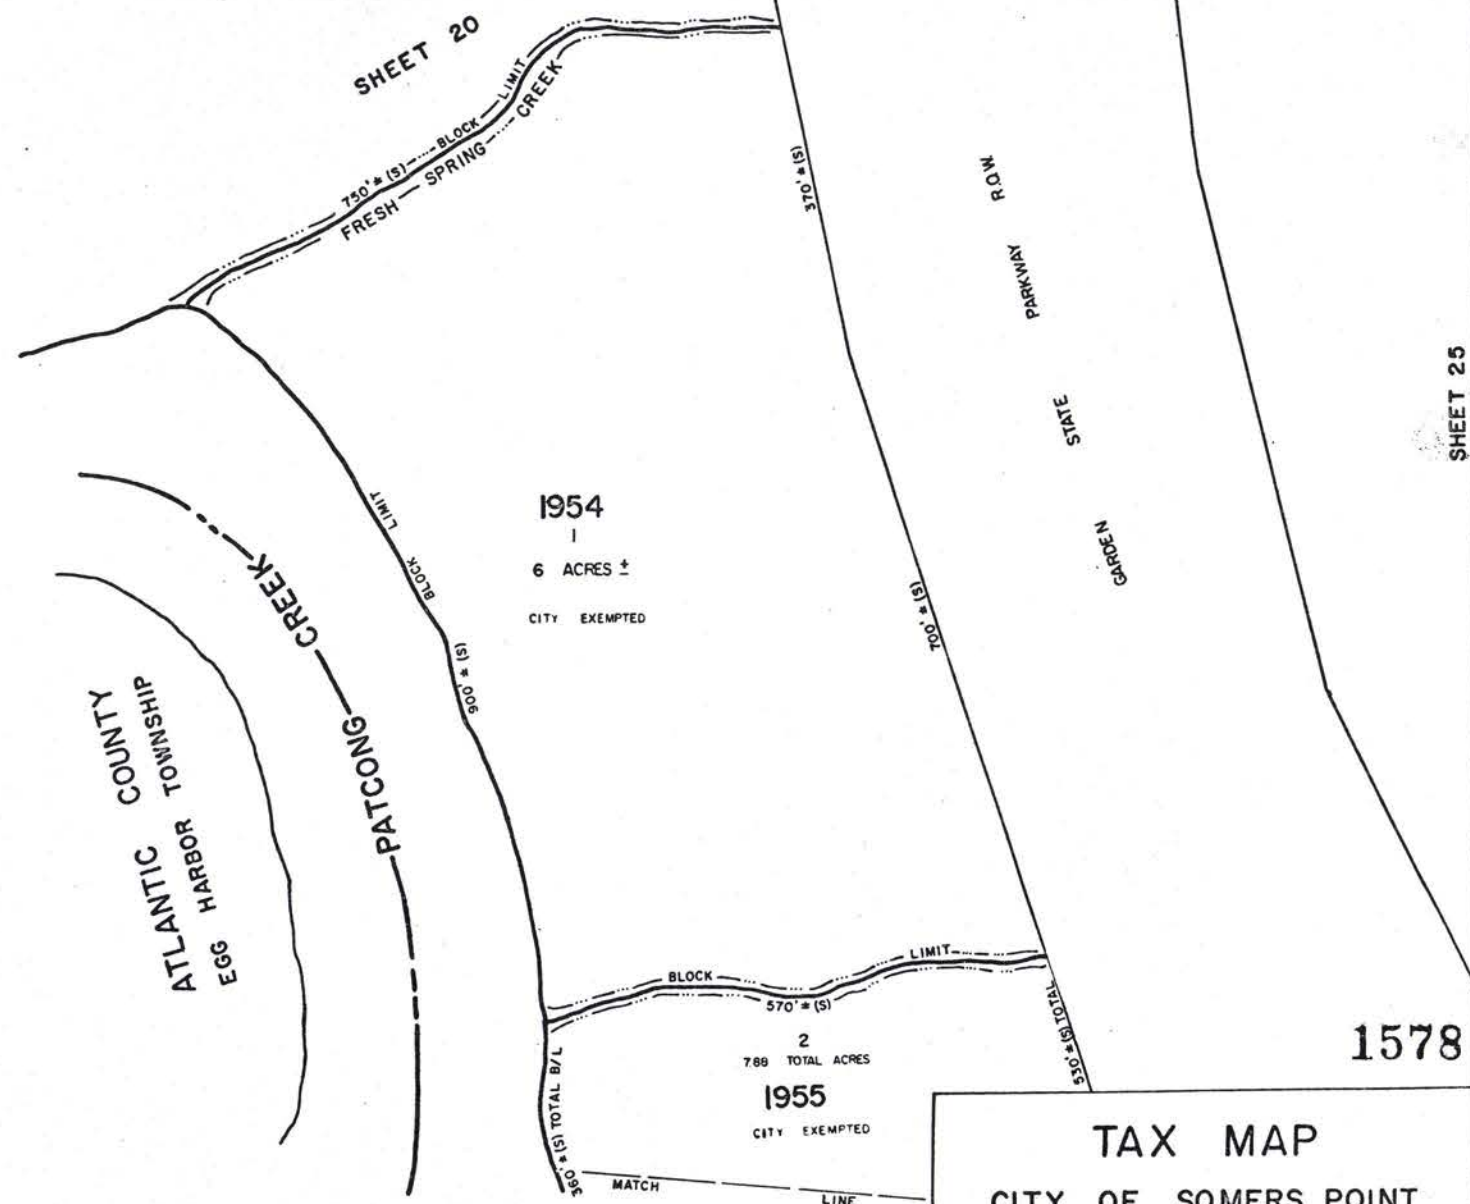 SHEET 20
750' * (S)
BLOCK LIMIT
FRESH SPRING CREEK
370' * (S)
GARDEN STATE PARKWAY R.O.W
SHEET 25
1954
1
6 ACRES ±
CITY EXEMPTED
BLOCK LIMIT
900' * (S)
700' * (S)
PATCONG CREEK
ATLANTIC COUNTY
EGG HARBOR TOWNSHIP
BLOCK LIMIT
570' * (S)
2
7.88 TOTAL ACRES
1955
CITY EXEMPTED
530' * (S) TOTAL
360' * (S) TOTAL B/L
MATCH LINE
1578
TAX MAP
CITY OF SOMERS POINT